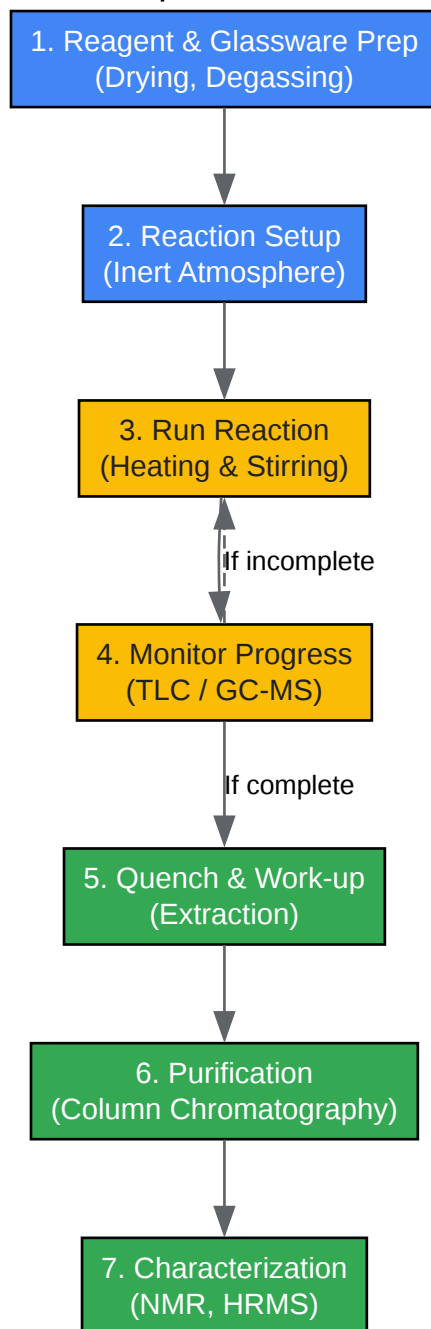 1. Reagent & Glassware Prep
(Drying, Degassing)
2. Reaction Setup
(Inert Atmosphere)
3. Run Reaction
(Heating & Stirring)
If incomplete
4. Monitor Progress
(TLC / GC-MS)
If complete
5. Quench & Work-up
(Extraction)
6. Purification
(Column Chromatography)
7. Characterization
(NMR, HRMS)